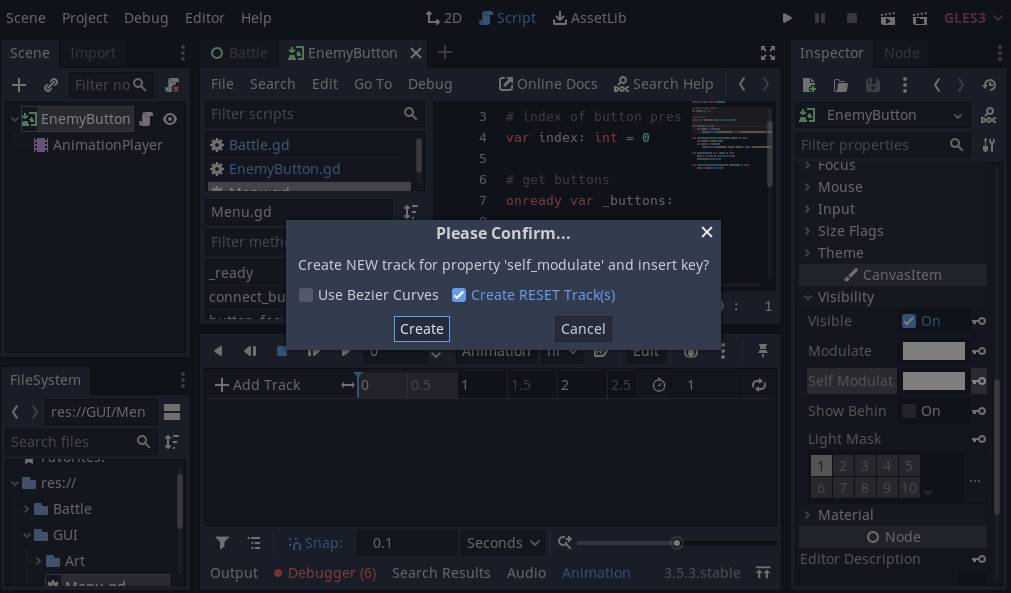 Scene Project Debug Editor Help 2D Script AssetLib GLES3
Scene Import
Filter no
EnemyButton
AnimationPlayer
Battle EnemyButton
File Search Edit Go To Debug Online Docs Search Help
Filter scripts
Battle.gd
EnemyButton.gd
Menu.gd
Menu.gd
Filter metho
_ready
connect_bu
3 # index of button pres
4 var index: int = 0
5
6 # get buttons
7 onready var _buttons:
: 1
Please Confirm...
Create NEW track for property 'self_modulate' and insert key?
Use Bezier Curves Create RESET Track(s)
Create Cancel
0 Animation Edit
Add Track 0 0.5 1 1.5 2 2.5 1
Snap: 0.1 Seconds
Output Debugger (6) Search Results Audio Animation 3.5.3.stable
FileSystem
res://GUI/Men
Search files
Favorites:
res://
Battle
GUI
Art
Menu.gd
Inspector Node
EnemyButton
Filter properties
Focus
Mouse
Input
Size Flags
Theme
CanvasItem
Visibility
Visible On
Modulate
Self Modulat
Show Behin On
Light Mask
1 2 3 4 5
6 7 8 9 10
...
Material
Node
Editor Description